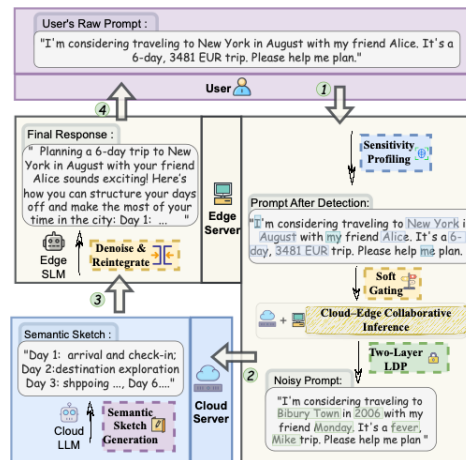 User's Raw Prompt :
"I'm considering traveling to New York in August with my friend Alice. It's a
6-day, 3481 EUR trip. Please help me plan."
User
1
4
Final Response :
" Planning a 6-day trip to New
York in August with your friend
Alice sounds exciting! Here's
how you can structure your days
off and make the most of your
time in the city: Day 1: ... "
Edge
SLM
Denoise &
Reintegrate
Edge
Server
Sensitivity
Profiling
Prompt After Detection:
"I'm considering traveling to New York in
August with my friend Alice. It's a 6-
day, 3481 EUR trip. Please help me plan.
Soft
Gating
+
Cloud–Edge Collaborative
Inference
Two-Layer
LDP
Noisy Prompt:
"I'm considering traveling to
Bibury Town in 2006 with my
friend Monday. It's a fever,
Mike trip. Please help me plan "
2
3
Semantic Sketch :
"Day 1: arrival and check-in;
Day 2:destination exploration
Day 3: shppoing ..., Day 6...."
Cloud
LLM
Semantic
Sketch
Generation
Cloud
Server